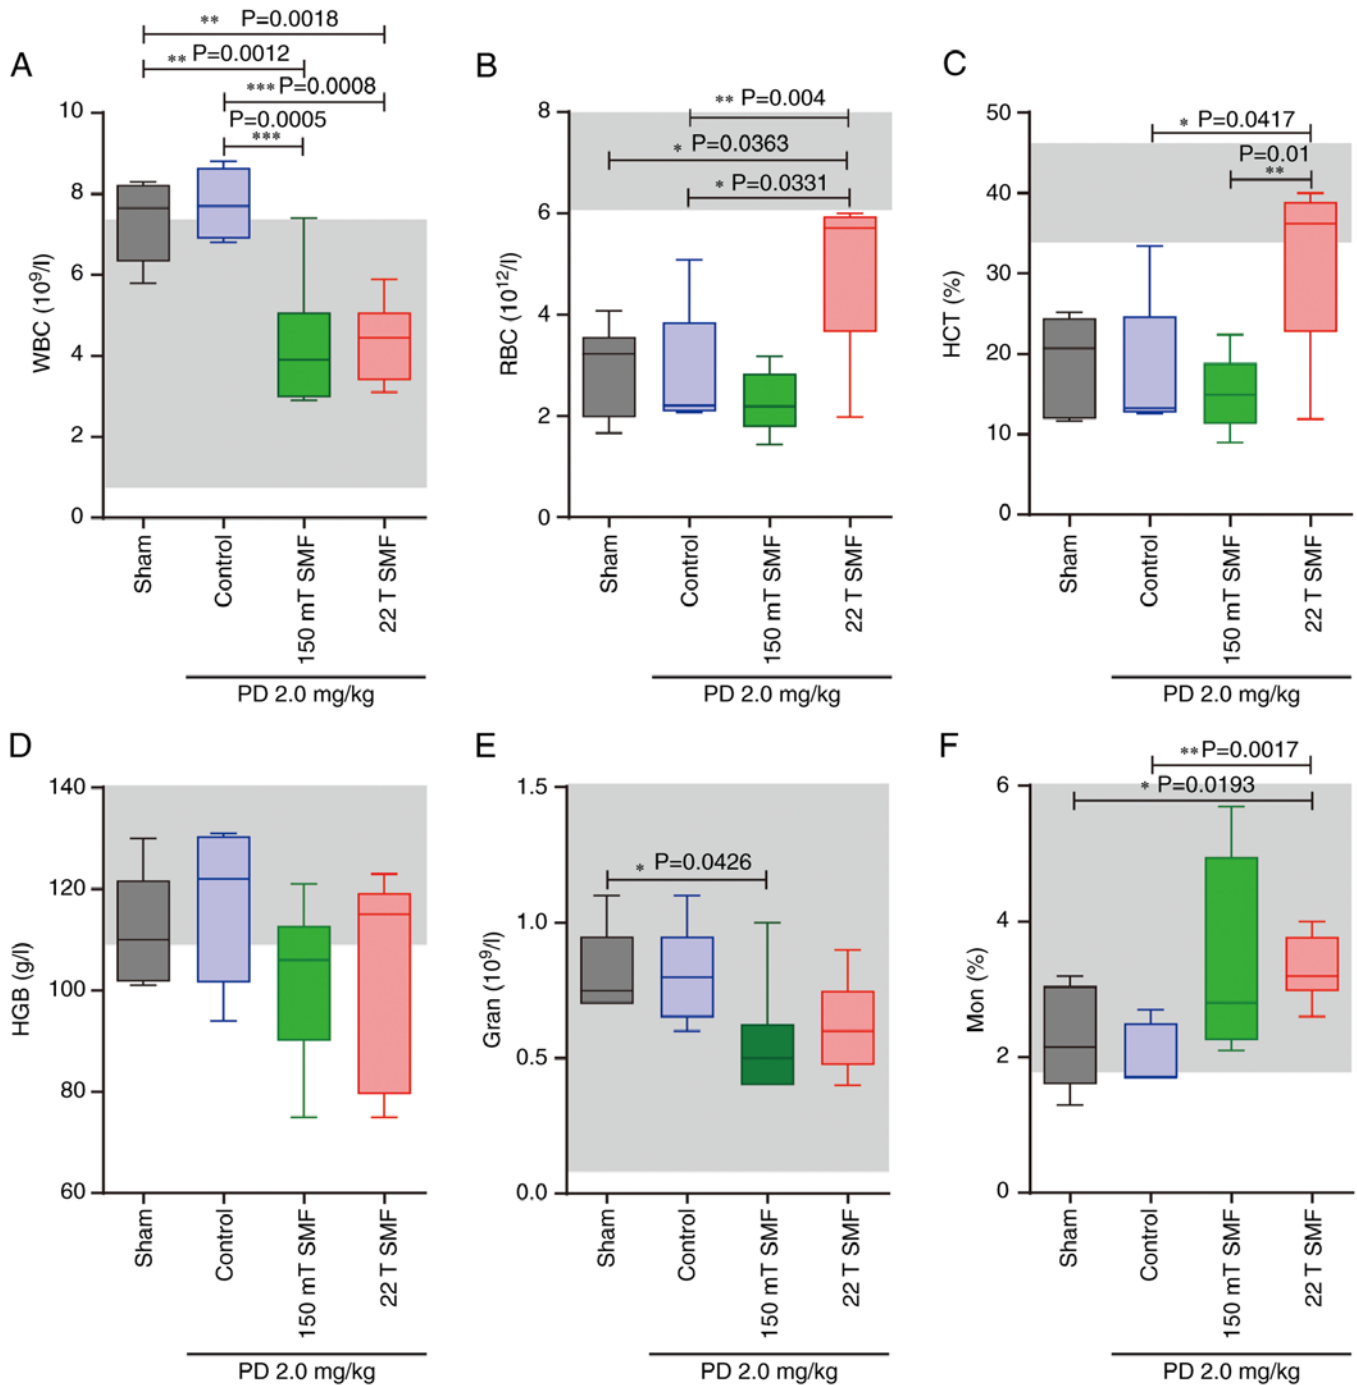 A
** P=0.0018
** P=0.0012
*** P=0.0008
P=0.0005
***
10
8
6
4
2
0
WBC (10⁹/l)
Sham
Control
150 mT SMF
22 T SMF
PD 2.0 mg/kg
B
** P=0.004
* P=0.0363
* P=0.0331
8
6
4
2
0
RBC (10¹²/l)
Sham
Control
150 mT SMF
22 T SMF
PD 2.0 mg/kg
C
* P=0.0417
P=0.01
**
50
40
30
20
10
0
HCT (%)
Sham
Control
150 mT SMF
22 T SMF
PD 2.0 mg/kg
D
140
120
100
80
60
HGB (g/l)
Sham
Control
150 mT SMF
22 T SMF
PD 2.0 mg/kg
E
* P=0.0426
1.5
1.0
0.5
0.0
Gran (10⁹/l)
Sham
Control
150 mT SMF
22 T SMF
PD 2.0 mg/kg
F
** P=0.0017
* P=0.0193
6
4
2
0
Mon (%)
Sham
Control
150 mT SMF
22 T SMF
PD 2.0 mg/kg